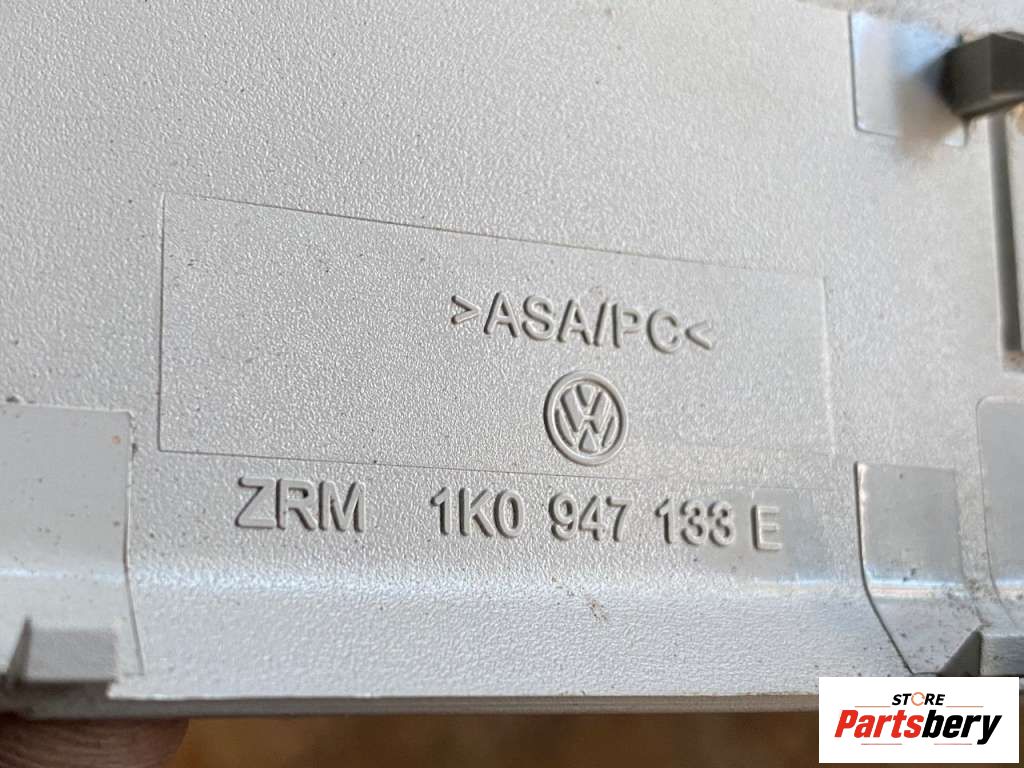 >ASA/PC<
ZRM 1K0 947 133 E
STORE
Partsbery